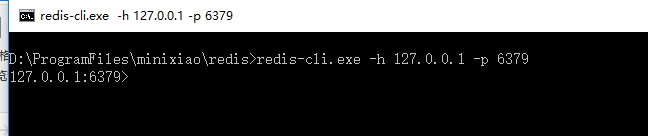 redis-cli.exe -h 127.0.0.1 -p 6379
D:\ProgramFiles\minixiao\redis>redis-cli.exe -h 127.0.0.1 -p 6379
127.0.0.1:6379>